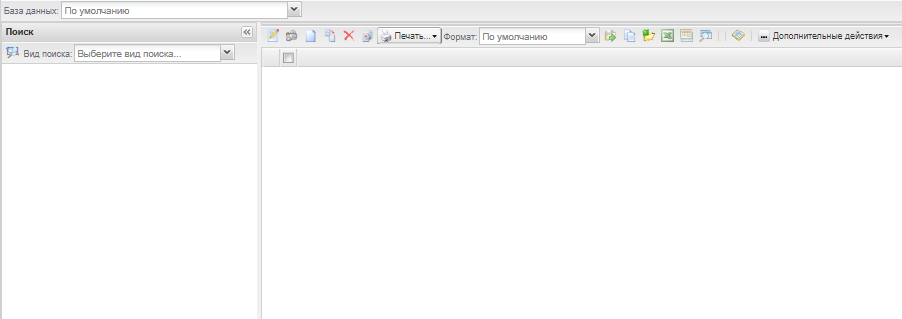 База данных: По умолчанию
Поиск
Вид поиска: Выберите вид поиска...
Печать... Формат: По умолчанию Дополнительные действия